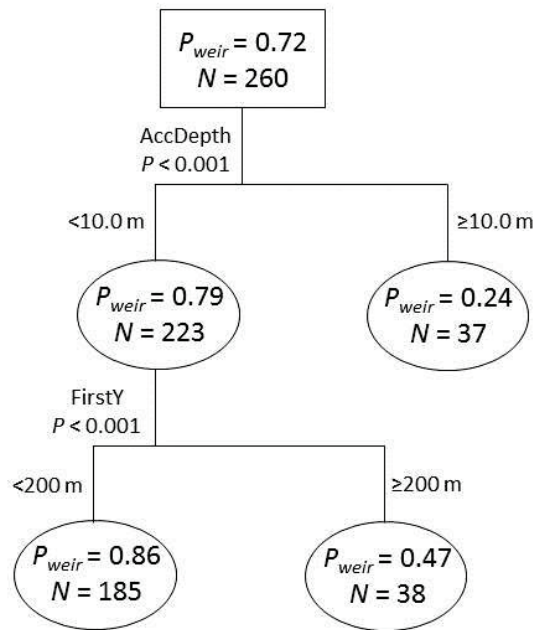 P_weir = 0.72
N = 260
AccDepth
P < 0.001
<10.0 m
≥10.0 m
P_weir = 0.79
N = 223
P_weir = 0.24
N = 37
FirstY
P < 0.001
<200 m
≥200 m
P_weir = 0.86
N = 185
P_weir = 0.47
N = 38